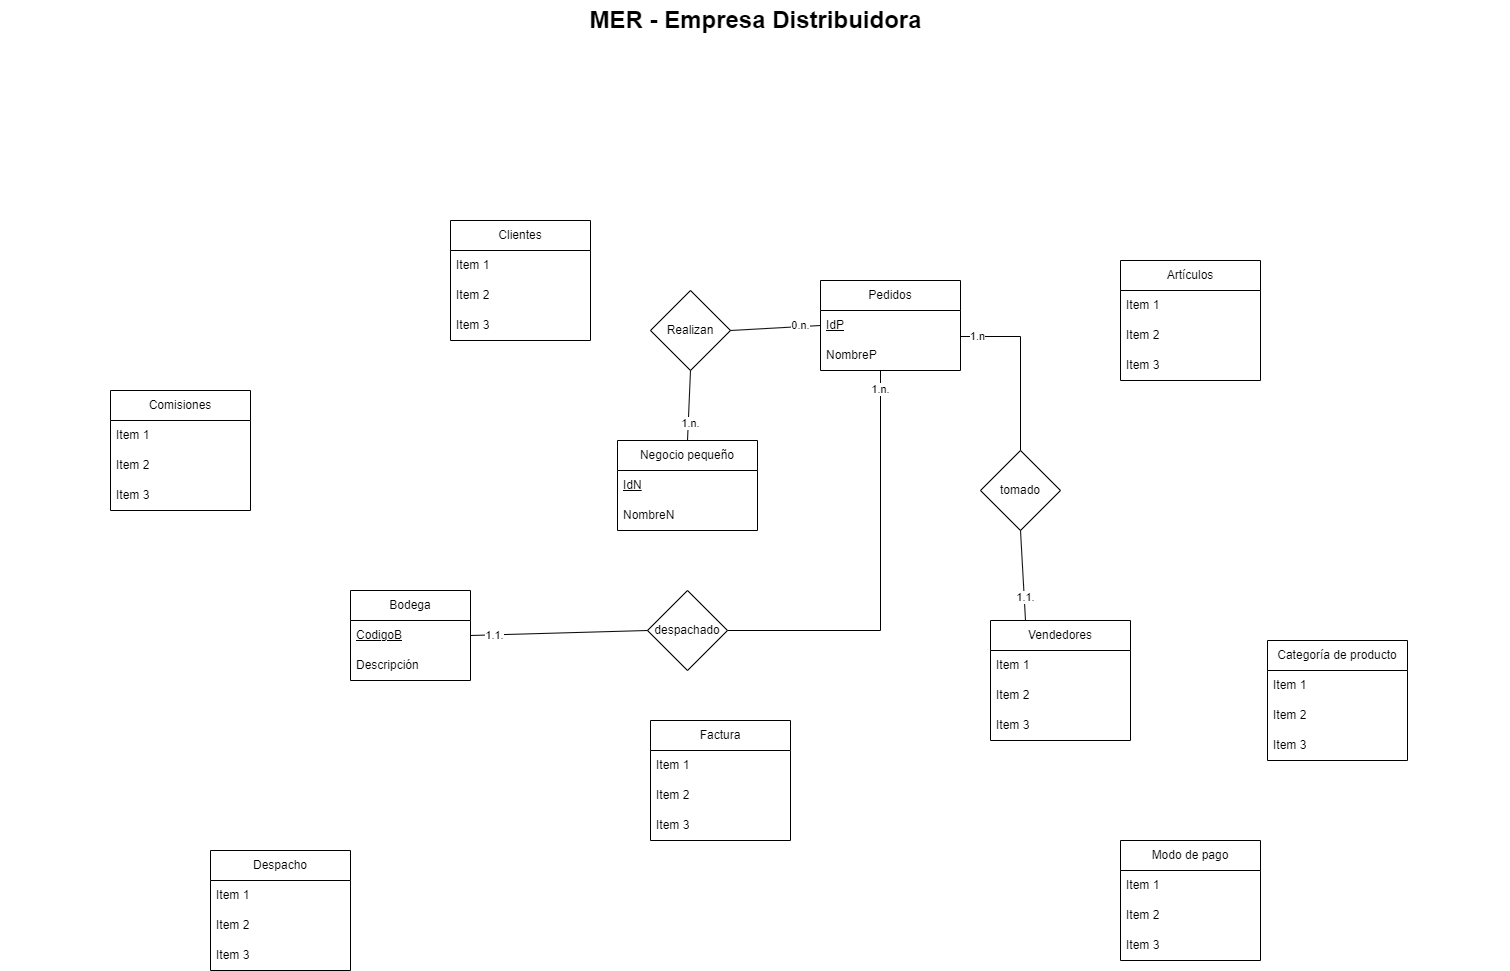 MER - Empresa Distribuidora
Clientes
Item 1
Item 2
Item 3
Artículos
Item 1
Item 2
Item 3
Pedidos
IdP
NombreP
Realizan
0.n.
1.n
1.n.
1.n.
Comisiones
Item 1
Item 2
Item 3
Negocio pequeño
IdN
NombreN
tomado
Bodega
CodigoB
Descripción
1.1.
despachado
1.1.
Vendedores
Item 1
Item 2
Item 3
Categoría de producto
Item 1
Item 2
Item 3
Factura
Item 1
Item 2
Item 3
Despacho
Item 1
Item 2
Item 3
Modo de pago
Item 1
Item 2
Item 3